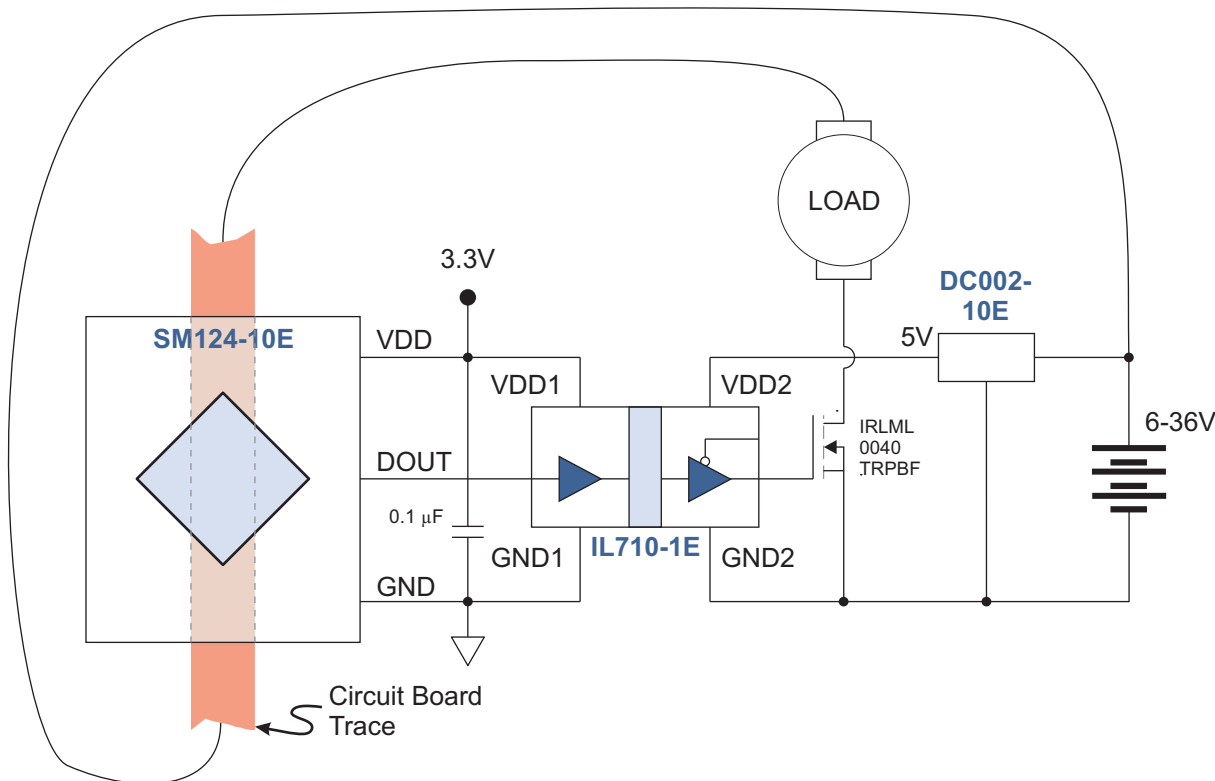 LOAD
3.3V
DC002-
10E
SM124-10E
VDD
5V
VDD1
VDD2
6-36V
IRLML
0040
TRPBF
DOUT
0.1 μF
GND1
IL710-1E
GND2
GND
Circuit Board
Trace